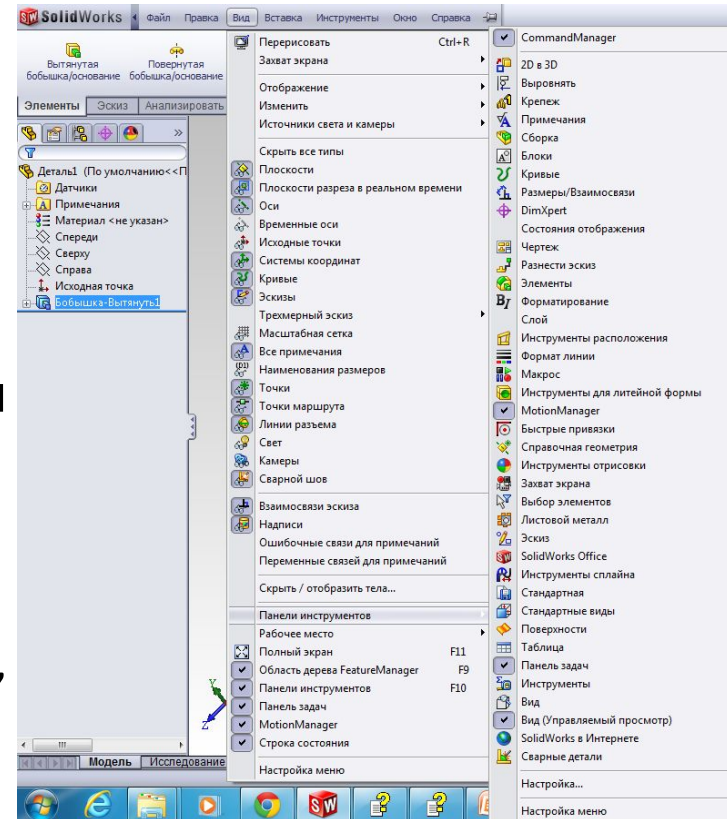 SolidWorks Файл Правка Вид Вставка Инструменты Окно Справка
Вытянутая бобышка/основание
Повернутая бобышка/основание
Элементы Эскиз Анализировать
»
Деталь1 (По умолчанию<<П
Датчики
Примечания
Материал <не указан>
Спереди
Сверху
Справа
Исходная точка
Бобышка-Вытянуть1
Модель Исследование
Перерисовать Ctrl+R
Захват экрана
Отображение
Изменить
Источники света и камеры
Скрыть все типы
Плоскости
Плоскости разреза в реальном времени
Оси
Временные оси
Исходные точки
Системы координат
Кривые
Эскизы
Трехмерный эскиз
Масштабная сетка
Все примечания
Наименования размеров
Точки
Точки маршрута
Линии разъема
Свет
Камеры
Сварной шов
Взаимосвязи эскиза
Надписи
Ошибочные связи для примечаний
Переменные связей для примечаний
Скрыть / отобразить тела...
Панели инструментов
Рабочее место
Полный экран F11
Область дерева FeatureManager F9
Панели инструментов F10
Панель задач
MotionManager
Строка состояния
Настройка меню
CommandManager
2D в 3D
Выровнять
Крепеж
Примечания
Сборка
Блоки
Кривые
Размеры/Взаимосвязи
DimXpert
Состояния отображения
Чертеж
Разнести эскиз
Элементы
Форматирование
Слой
Инструменты расположения
Формат линии
Макрос
Инструменты для литейной формы
MotionManager
Быстрые привязки
Справочная геометрия
Инструменты отрисовки
Захват экрана
Выбор элементов
Листовой металл
Эскиз
SolidWorks Office
Инструменты сплайна
Стандартная
Стандартные виды
Поверхности
Таблица
Панель задач
Инструменты
Вид
Вид (Управляемый просмотр)
SolidWorks в Интернете
Сварные детали
Настройка...
Настройка меню
Y
Z